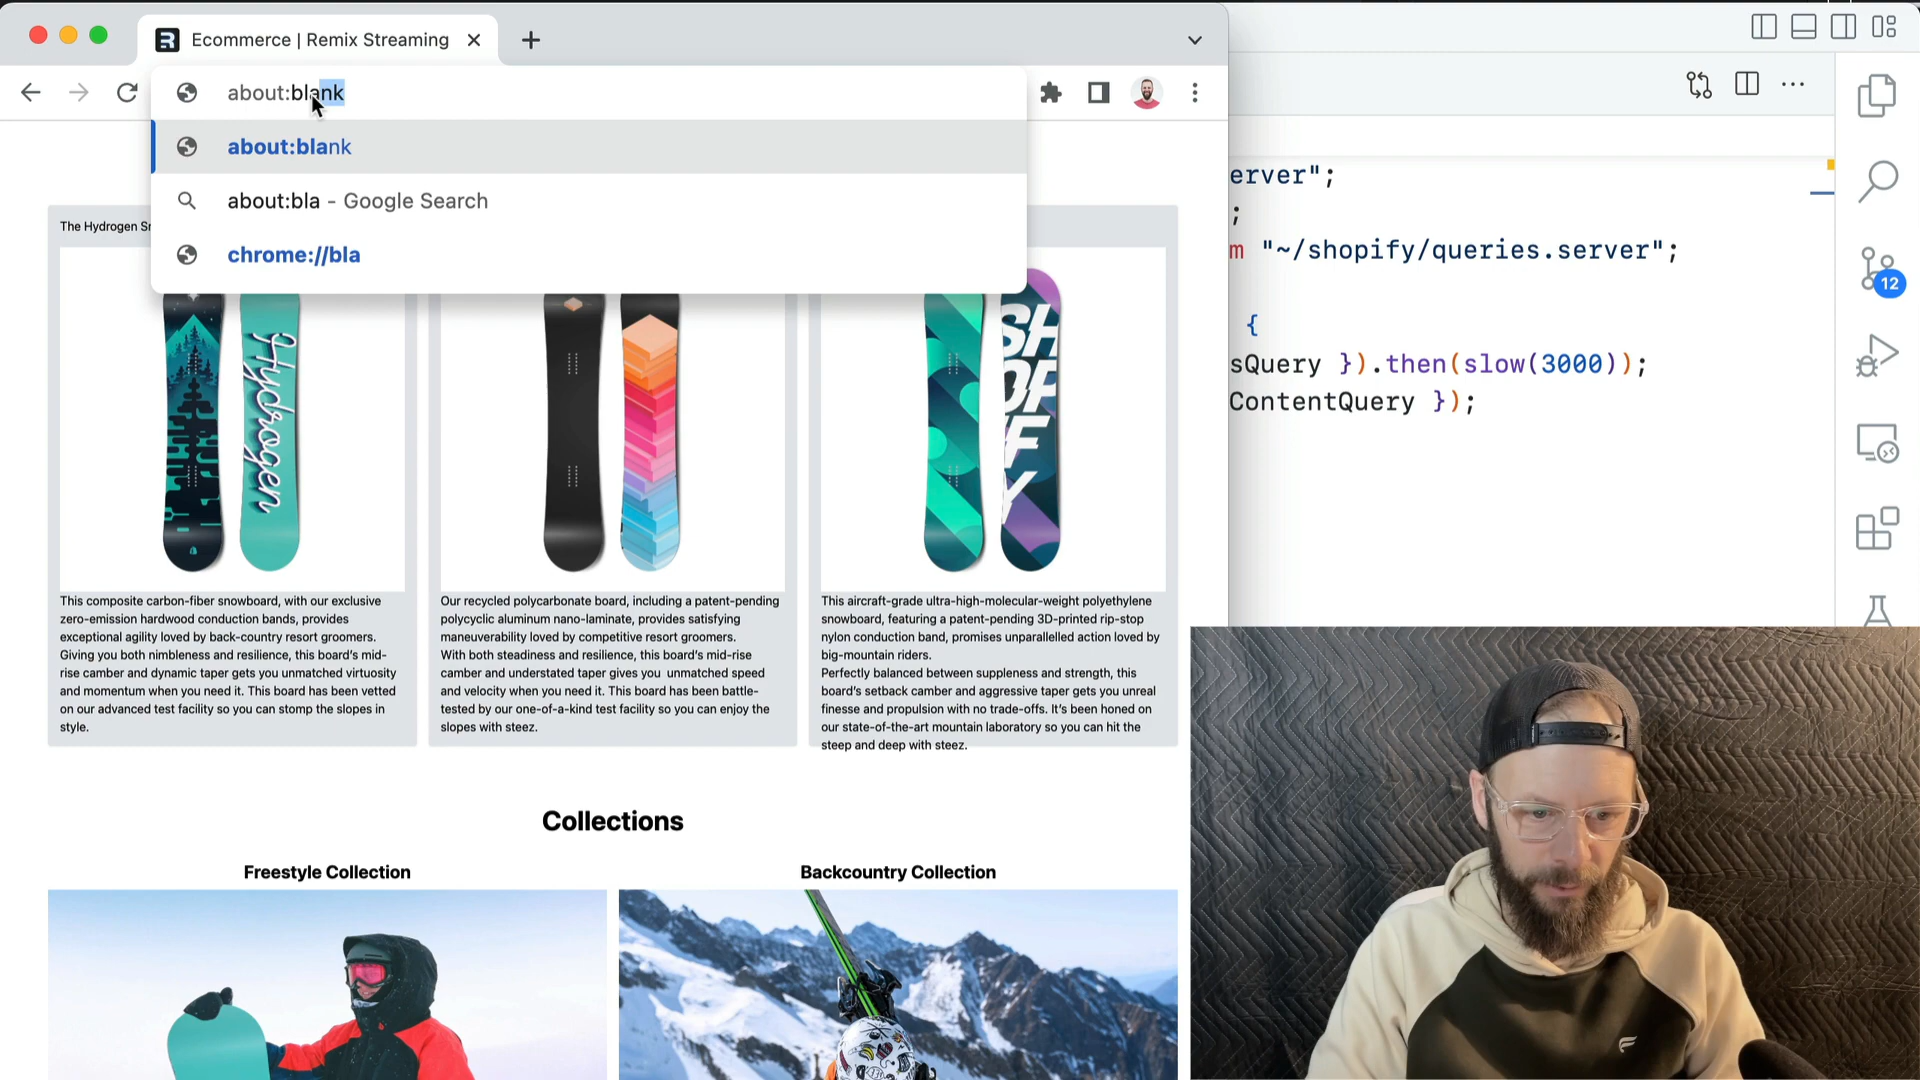 Ecommerce | Remix Streaming
about:blank
about:blank
about:bla - Google Search
chrome://bla
The Hydrogen Sn
Hydrogen
SH
OP
IF
Y
This composite carbon-fiber snowboard, with our exclusive
zero-emission hardwood conduction bands, provides
exceptional agility loved by back-country resort groomers.
Giving you both nimbleness and resilience, this board's mid-
rise camber and dynamic taper gets you unmatched virtuosity
and momentum when you need it. This board has been vetted
on our advanced test facility so you can stomp the slopes in
style.
Our recycled polycarbonate board, including a patent-pending
polycyclic aluminum nano-laminate, provides satisfying
maneuverability loved by competitive resort groomers.
With both steadiness and resilience, this board's mid-rise
camber and understated taper gives you unmatched speed
and velocity when you need it. This board has been battle-
tested by our one-of-a-kind test facility so you can enjoy the
slopes with steez.
This aircraft-grade ultra-high-molecular-weight polyethylene
snowboard, featuring a patent-pending 3D-printed rip-stop
nylon conduction band, promises unparallelled action loved by
big-mountain riders.
Perfectly balanced between suppleness and strength, this
board's setback camber and aggressive taper gets you unreal
finesse and propulsion with no trade-offs. It's been honed on
our state-of-the-art mountain laboratory so you can hit the
steep and deep with steez.
Collections
Freestyle Collection
Backcountry Collection
erver";
;
m "~/shopify/queries.server";
{
sQuery }).then(slow(3000));
ContentQuery });
12